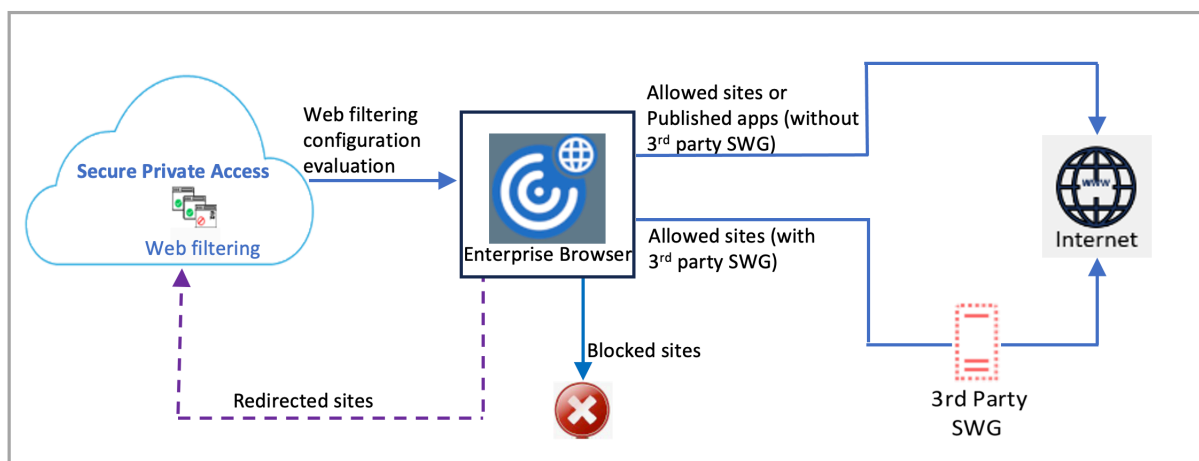 Secure Private Access
Web filtering
Web filtering
configuration
evaluation
Enterprise Browser
Allowed sites or
Published apps (without
3rd party SWG)
Allowed sites (with
3rd party SWG)
www
Internet
Blocked sites
Redirected sites
3rd Party
SWG